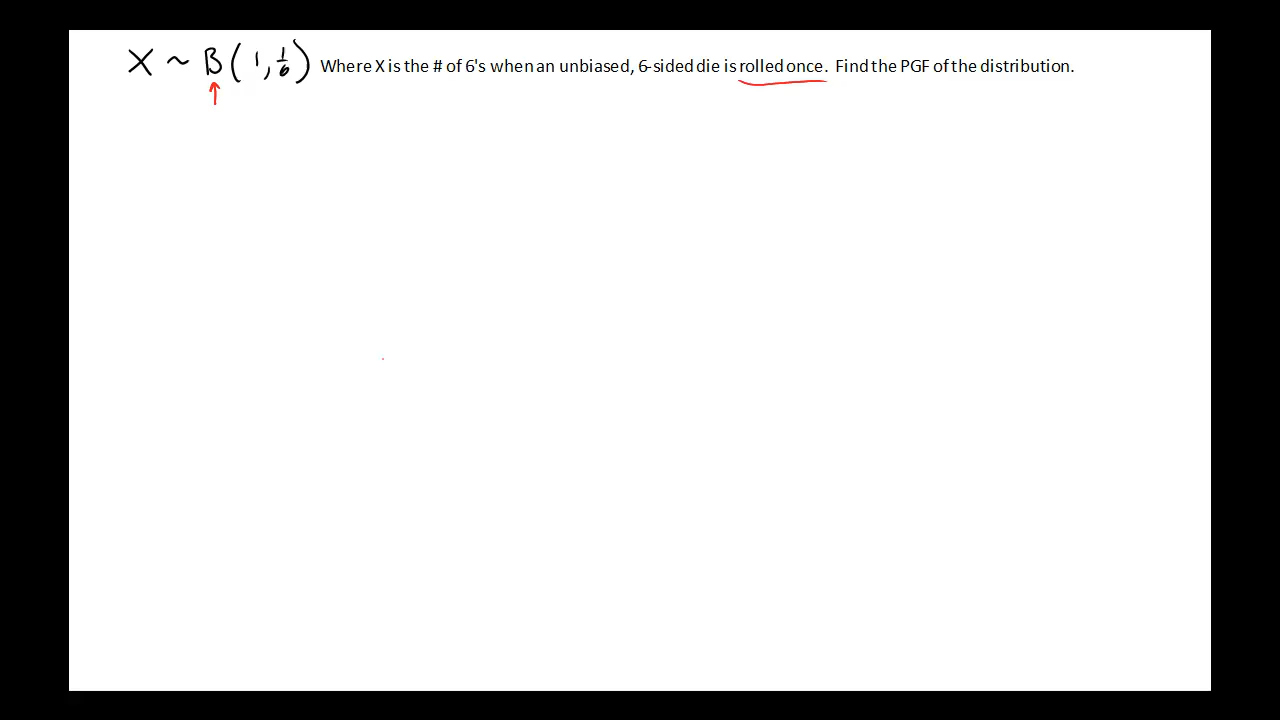 X ~ B(1, 1/6) Where X is the # of 6's when an unbiased, 6-sided die is rolled once. Find the PGF of the distribution.